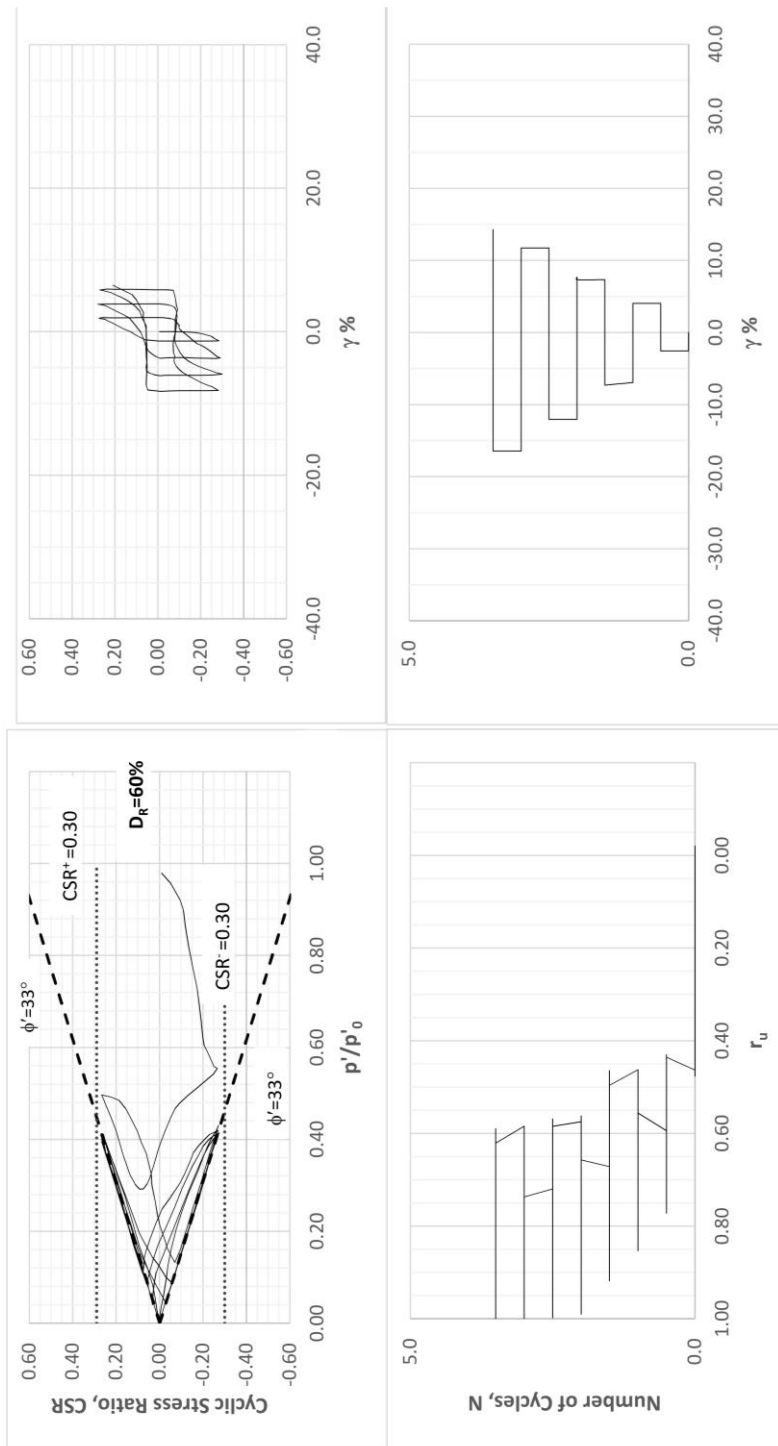 0.60
0.40
0.20
0.00
-0.20
-0.40
-0.60
Cyclic Stress Ratio, CSR
ϕ'=33°
CSR⁺=0.30
D_R=60%
CSR⁻=0.30
ϕ'=33°
0.00 0.20 0.40 0.60 0.80 1.00
p'/p'₀
0.60
0.40
0.20
0.00
-0.20
-0.40
-0.60
-40.0 -20.0 0.0 20.0 40.0
γ %
5.0
0.0
Number of Cycles, N
1.00 0.80 0.60 0.40 0.20 0.00
r_u
5.0
0.0
-40.0 -30.0 -20.0 -10.0 0.0 10.0 20.0 30.0 40.0
γ %